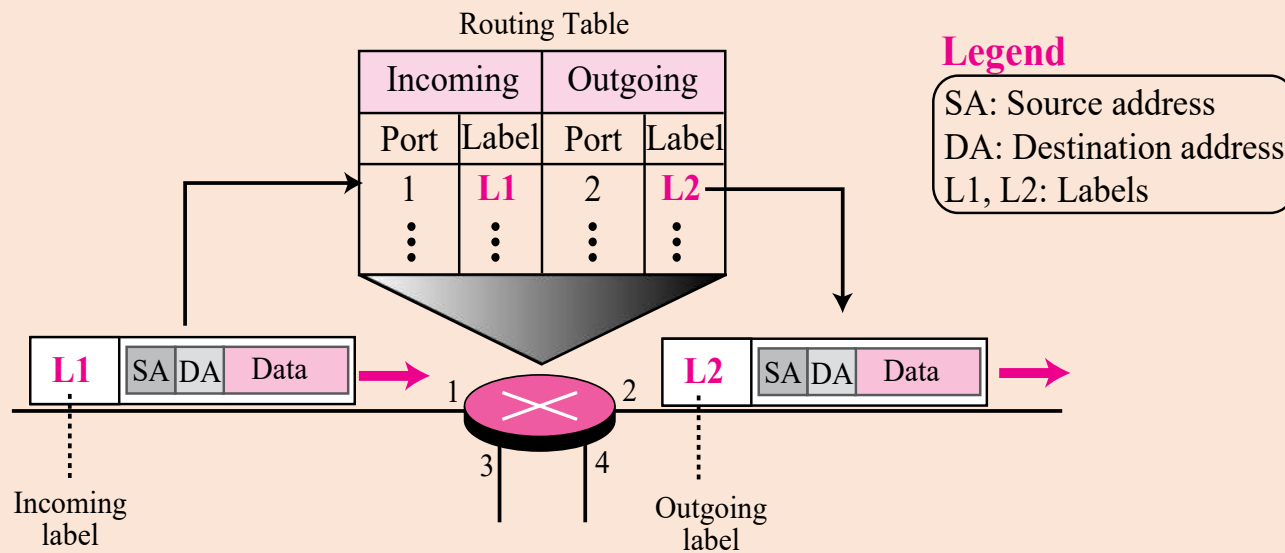 Routing Table
Incoming Outgoing
Port Label Port Label
1 L1 2 L2
Legend
SA: Source address
DA: Destination address
L1, L2: Labels
L1 SA DA Data
1 2
3 4
L2 SA DA Data
Incoming
label
Outgoing
label